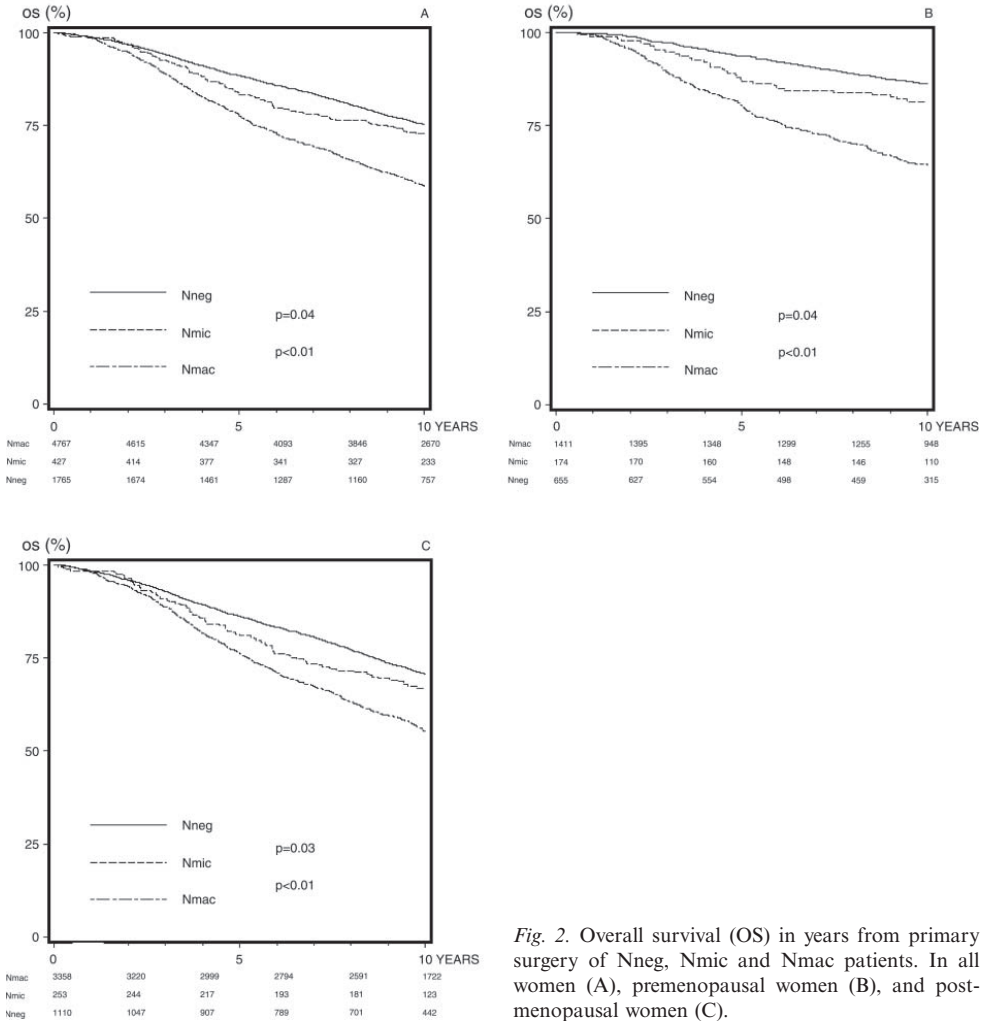 OS (%)
A
100
75
50
25
0
Nneg
p=0.04
Nmic
p<0.01
Nmac
0 5 10 YEARS
Nmac 4767 4615 4347 4093 3846 2670
Nmic 427 414 377 341 327 233
Nneg 1765 1674 1461 1287 1160 757
OS (%)
B
100
75
50
25
0
Nneg
p=0.04
Nmic
p<0.01
Nmac
0 5 10 YEARS
Nmac 1411 1395 1348 1299 1255 948
Nmic 174 170 160 148 146 110
Nneg 655 627 554 498 459 315
OS (%)
C
100
75
50
25
0
Nneg
p=0.03
Nmic
p<0.01
Nmac
0 5 10 YEARS
Nmac 3358 3220 2999 2794 2591 1722
Nmic 253 244 217 193 181 123
Nneg 1110 1047 907 789 701 442
Fig. 2. Overall survival (OS) in years from primary
surgery of Nneg, Nmic and Nmac patients. In all
women (A), premenopausal women (B), and post-
menopausal women (C).